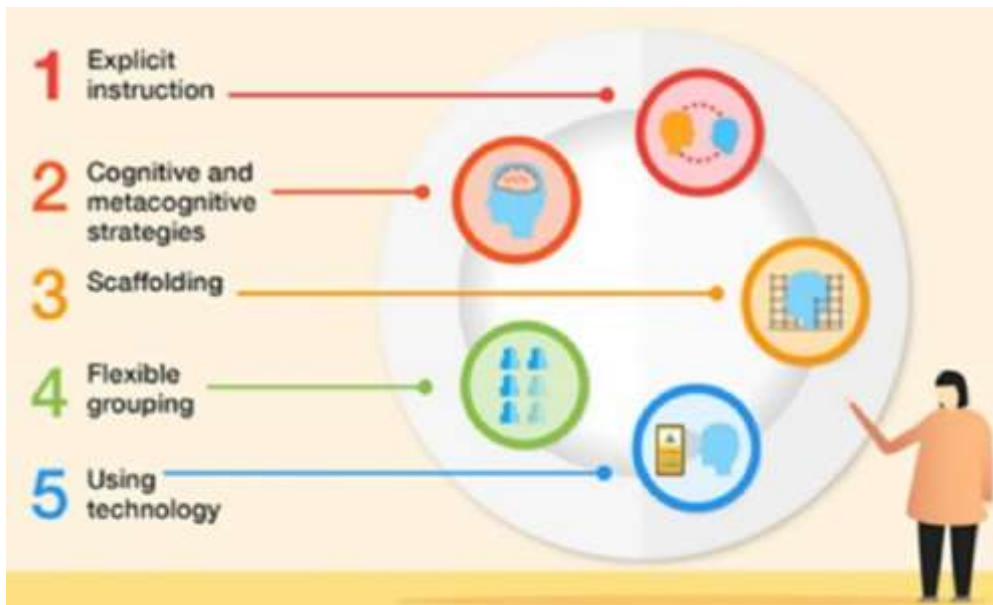 1 Explicit
instruction
2 Cognitive and
metacognitive
strategies
3 Scaffolding
4 Flexible
grouping
5 Using
technology